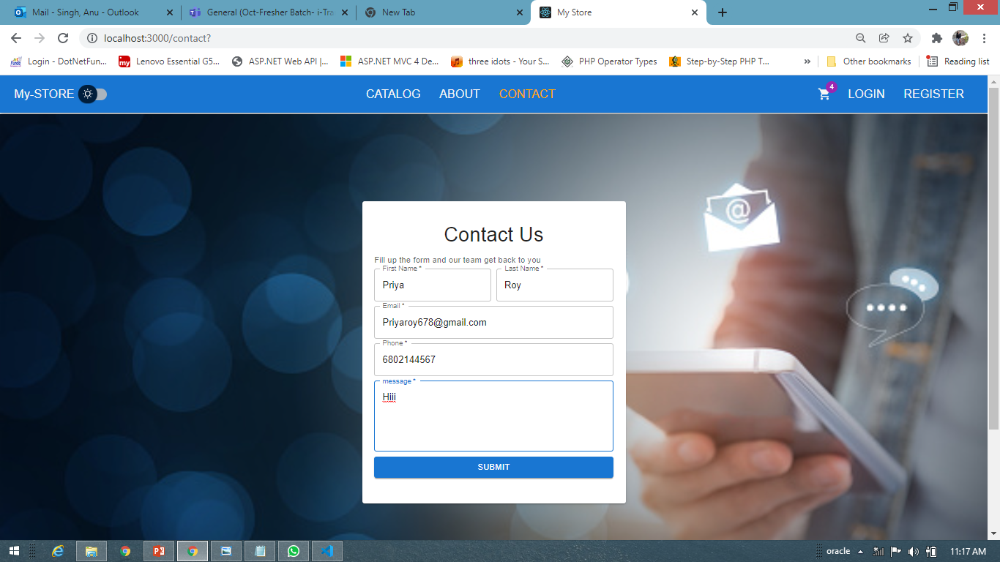 Mail - Singh, Anu - Outlook
General (Oct-Fresher Batch- i-Tra
New Tab
My Store
localhost:3000/contact?
Login - DotNetFun...
my
Lenovo Essential G5...
ASP.NET Web API |...
ASP.NET MVC 4 De...
three idots - Your S...
PHP Operator Types
Step-by-Step PHP T...
»
Other bookmarks
Reading list
My-STORE
CATALOG
ABOUT
CONTACT
4
LOGIN
REGISTER
@
Contact Us
Fill up the form and our team get back to you
First Name *
Last Name *
Priya
Roy
Email *
Priyaroy678@gmail.com
Phone *
6802144567
message *
Hiii
SUBMIT
oracle
11:17 AM